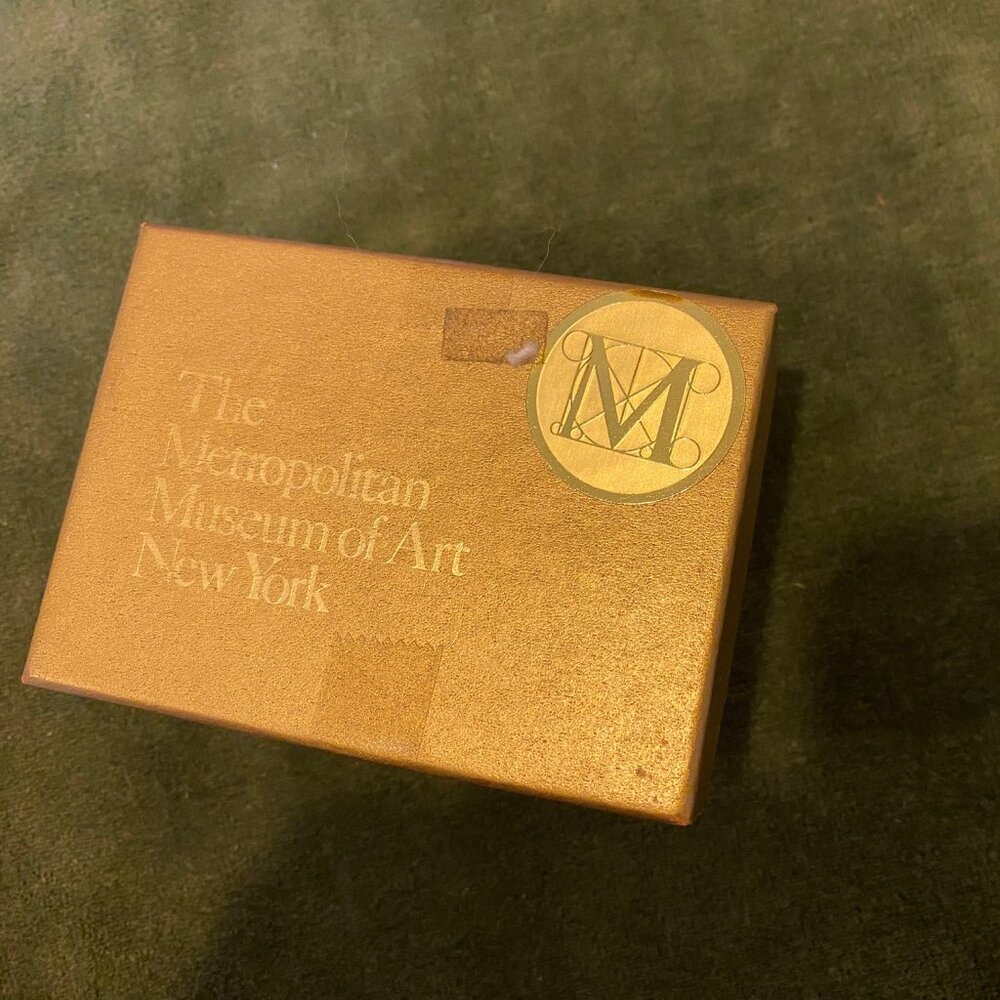 The
Metropolitan
Museum of Art
New York
M